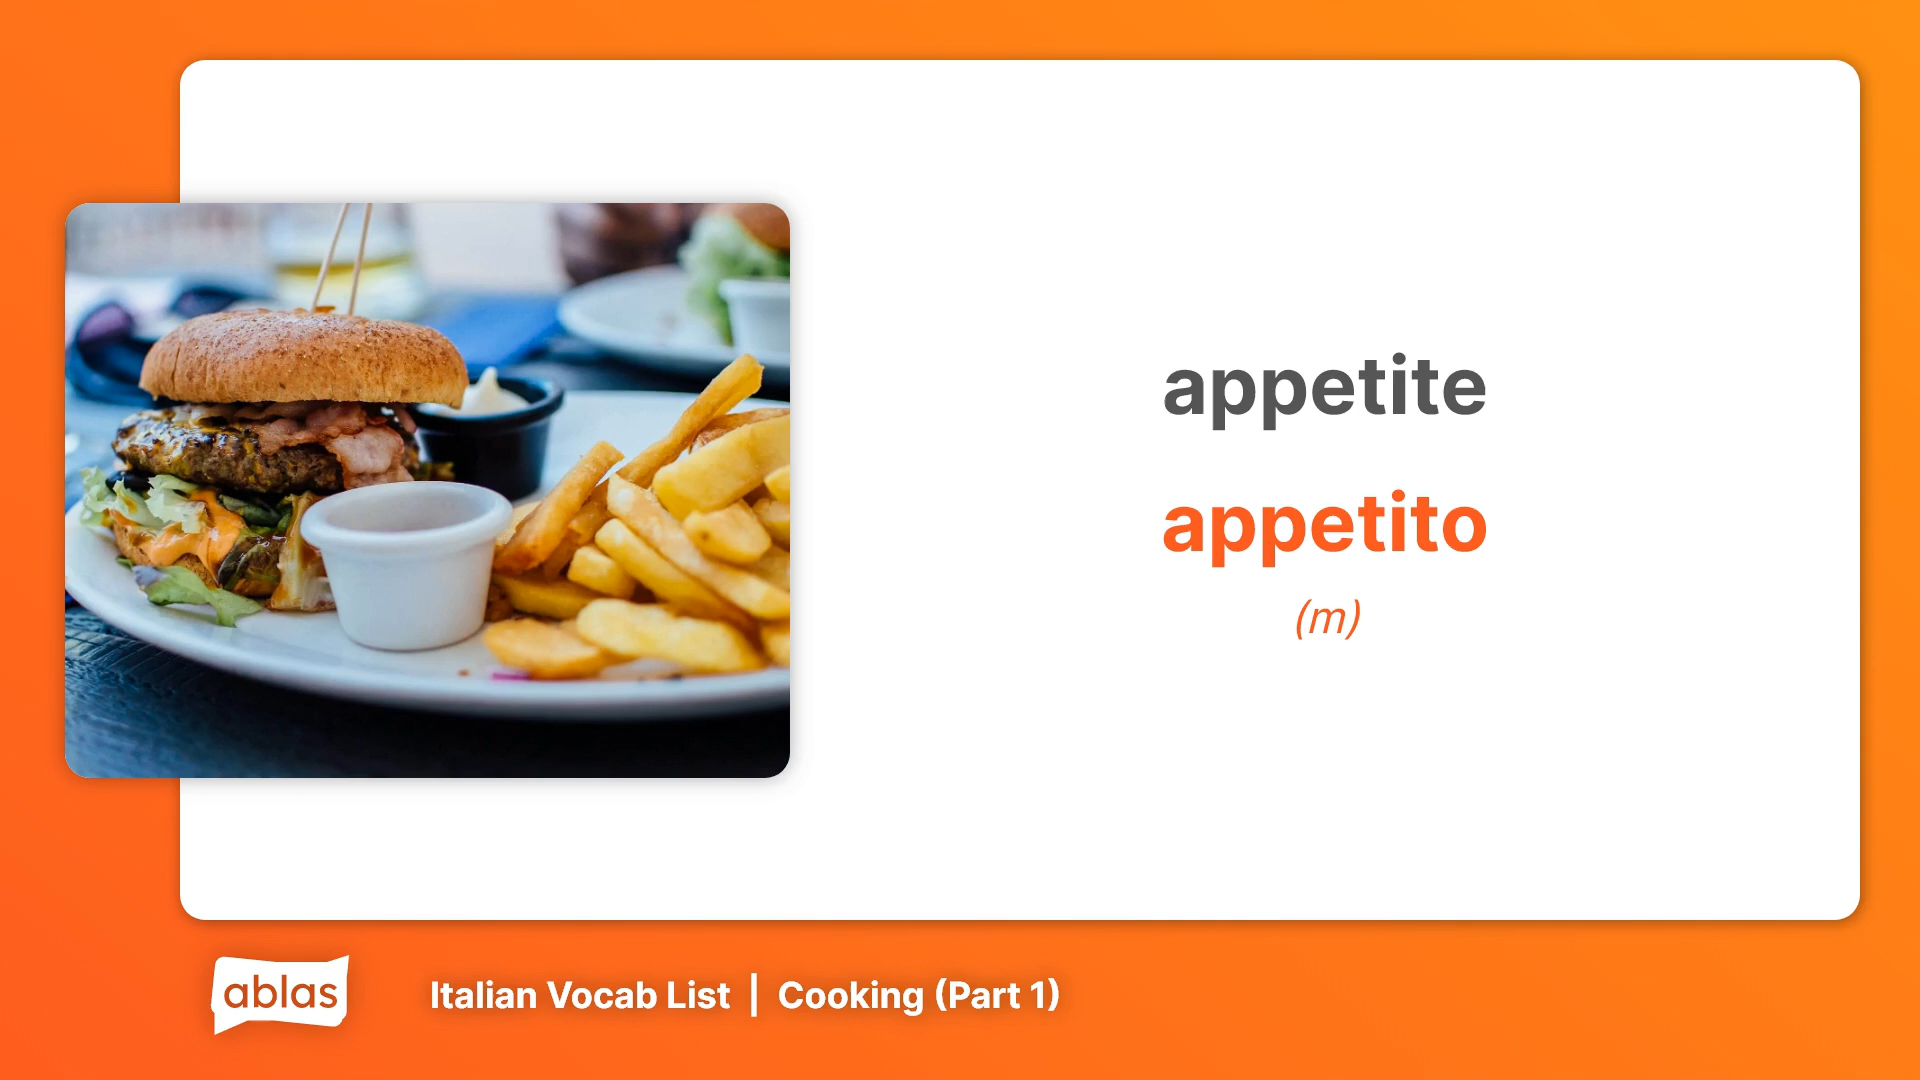 appetite
appetito
(m)
ablas
Italian Vocab List | Cooking (Part 1)